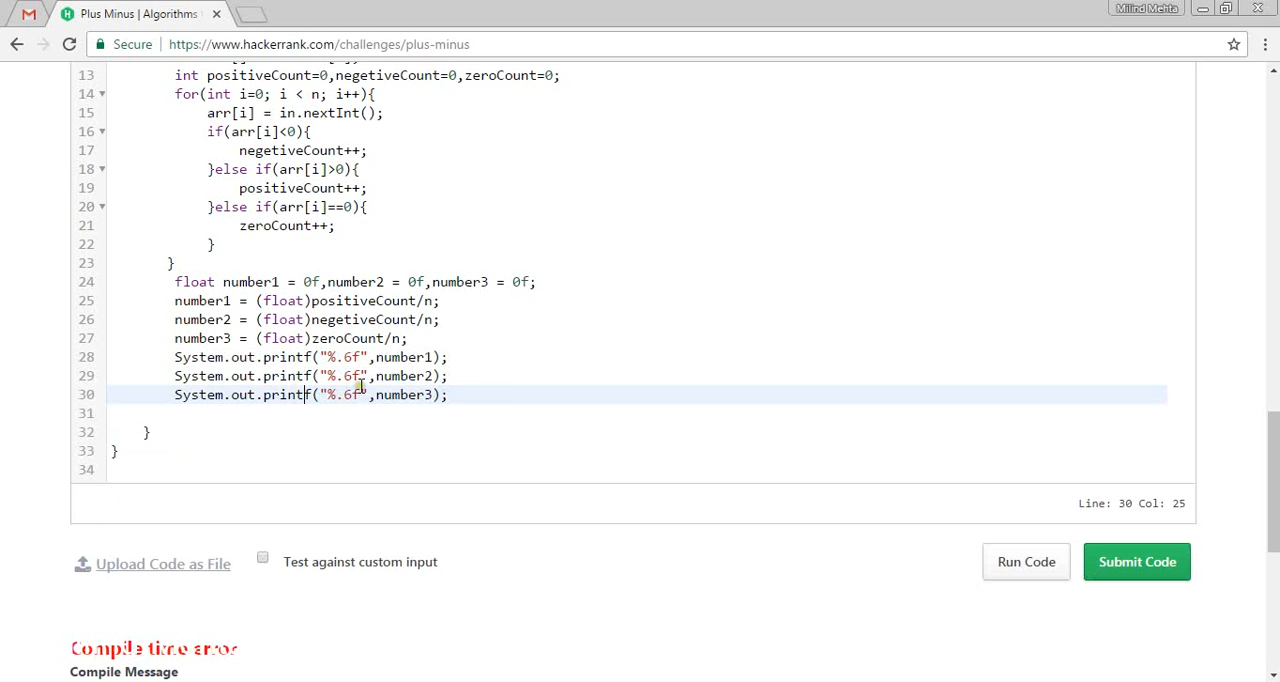 Plus Minus | Algorithms
Milind Mehta
Secure
https://www.hackerrank.com/challenges/plus-minus
13 int positiveCount=0,negetiveCount=0,zeroCount=0;
14 for(int i=0; i < n; i++){
15 arr[i] = in.nextInt();
16 if(arr[i]<0){
17 negetiveCount++;
18 }else if(arr[i]>0){
19 positiveCount++;
20 }else if(arr[i]==0){
21 zeroCount++;
22 }
23 }
24 float number1 = 0f,number2 = 0f,number3 = 0f;
25 number1 = (float)positiveCount/n;
26 number2 = (float)negetiveCount/n;
27 number3 = (float)zeroCount/n;
28 System.out.printf("%.6f",number1);
29 System.out.printf("%.6f",number2);
30 System.out.printf("%.6f",number3);
31
32 }
33 }
34
Line: 30 Col: 25
Upload Code as File
Test against custom input
Run Code
Submit Code
Compile time error
Compile Message